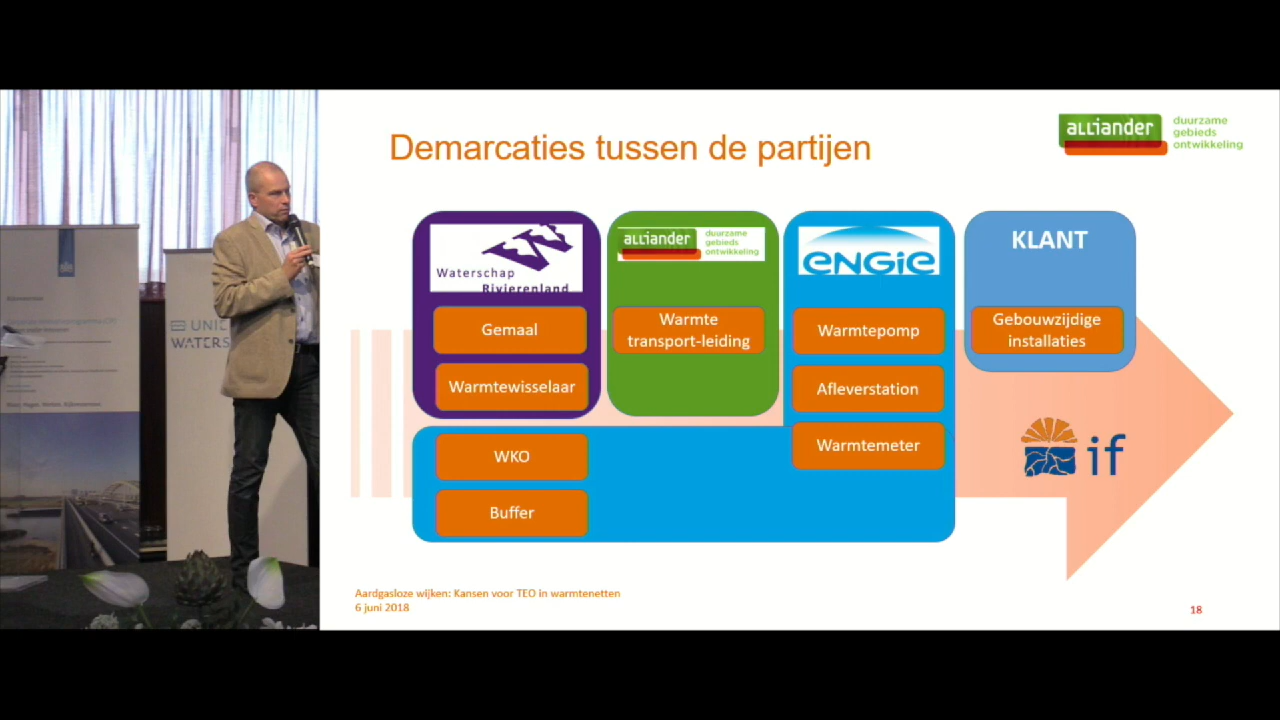 Demarcaties tussen de partijen
alliander
duurzame
gebieds
ontwikkeling
Waterschap
Rivierenland
Gemaal
Warmtewisselaar
WKO
Buffer
alliander
duurzame
gebieds
ontwikkeling
Warmte
transport-leiding
ENGIE
Warmtepomp
Afleverstation
Warmtemeter
KLANT
Gebouwzijdige
installaties
if
Aardgasloze wijken: Kansen voor TEO in warmtenetten
6 juni 2018
18
UNIE
WATERS